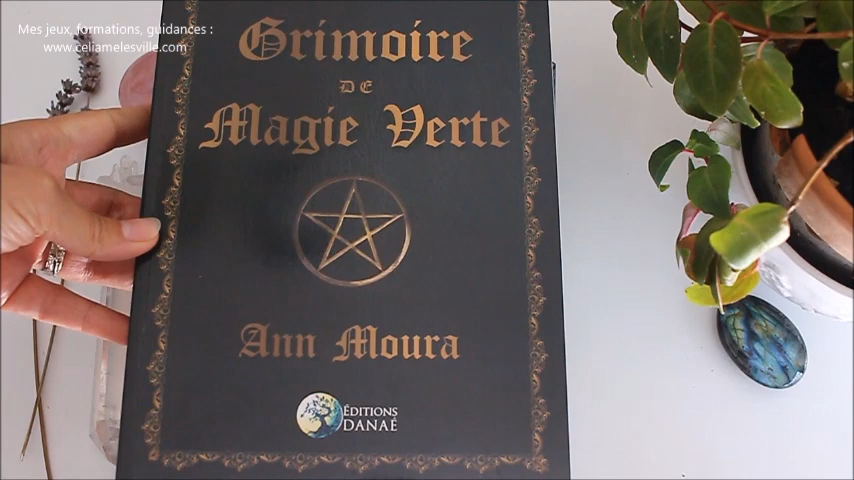 Mes jeux, formations, guidances :
www.celiamelesville.com
Grimoire
DE
Magie Verte
Ann Moura
ÉDITIONS
DANAÉ